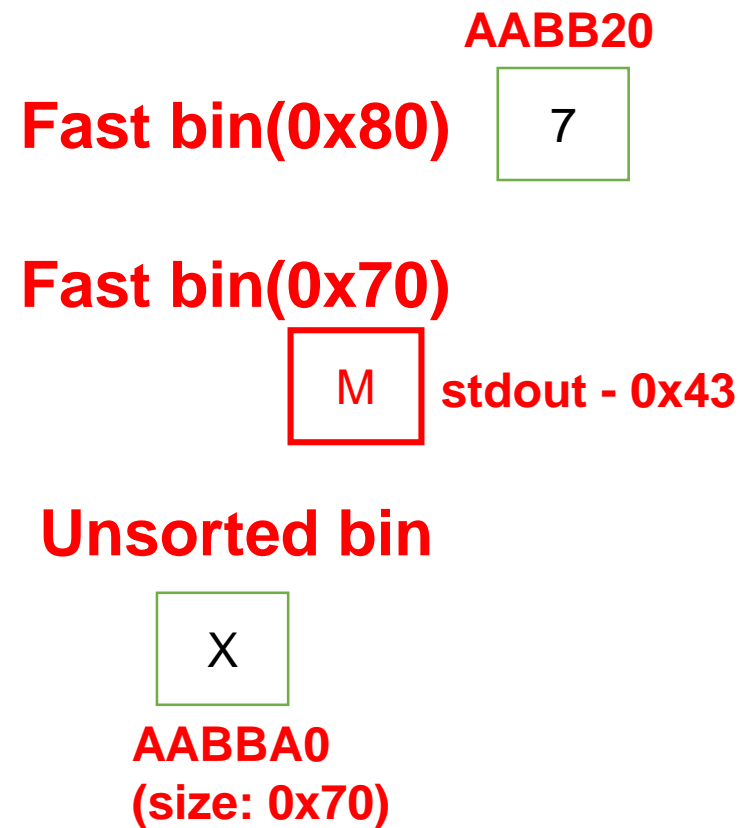 AABB20
Fast bin(0x80)
7
Fast bin(0x70)
M
stdout - 0x43
Unsorted bin
X
AABBA0
(size: 0x70)